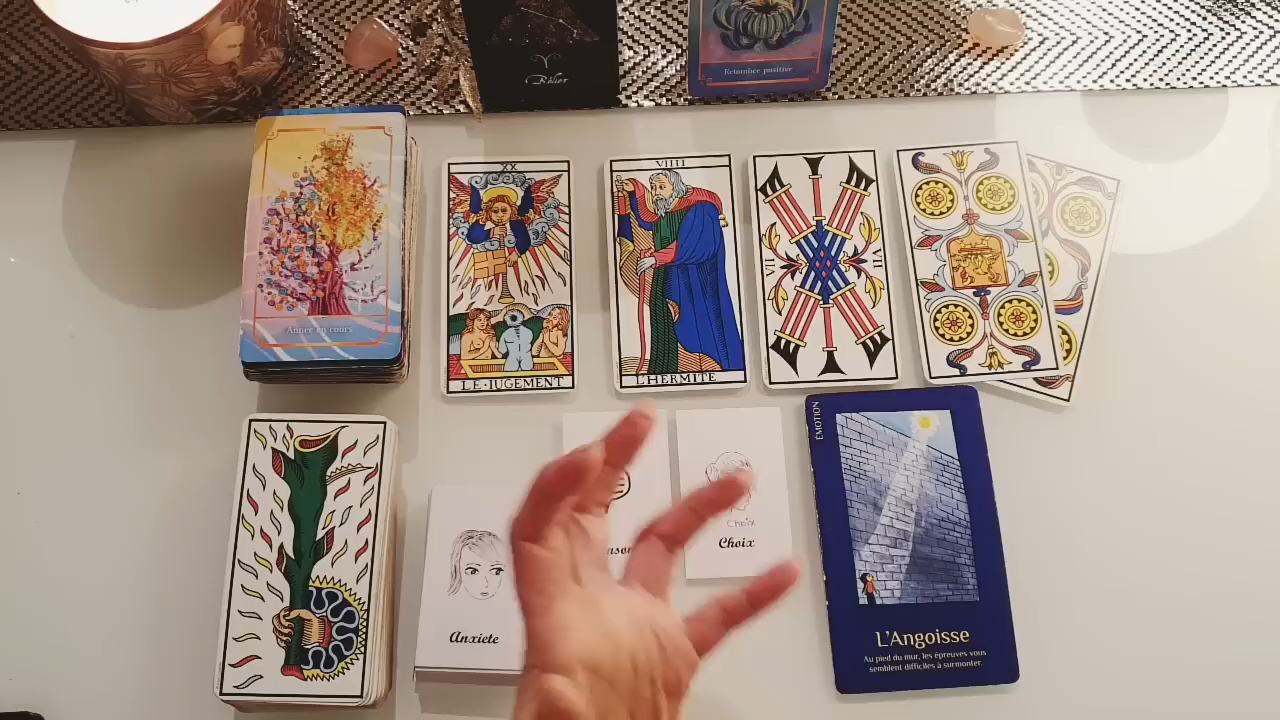 Bélier
Retombée positive
Année en cours
XX
LE·JUGEMENT
VIIII
L'HERMITE
VII
VII
Anxiete
Choix
Choix
ÉMOTION
L'Angoisse
Au pied du mur, les épreuves vous
semblent difficiles à surmonter.